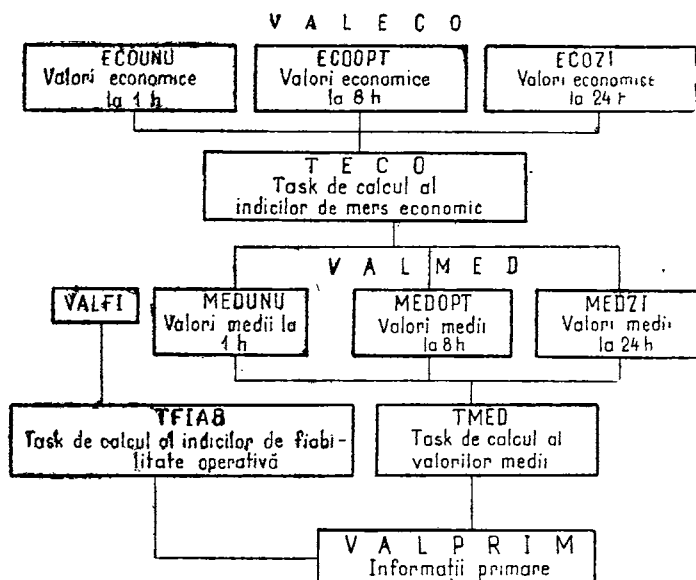 V A L E C O
ECOUNU
Valori economice
la 1 h
ECOOPT
Valori economice
la 8 h
ECOZI
Valori economice
la 24 h
T E C O
Task de calcul al
indicilor de mers economic
V A L M E D
VALFI
MEDUNU
Valori medii la
1 h
MEDOPT
Valori medii
la 8 h
MEDZI
Valori medii
la 24 h
TFIAB
Task de calcul al indicilor de fiabi-
litate operativă
TMED
Task de calcul al
valorilor medii
V A L P R I M
Informații primare